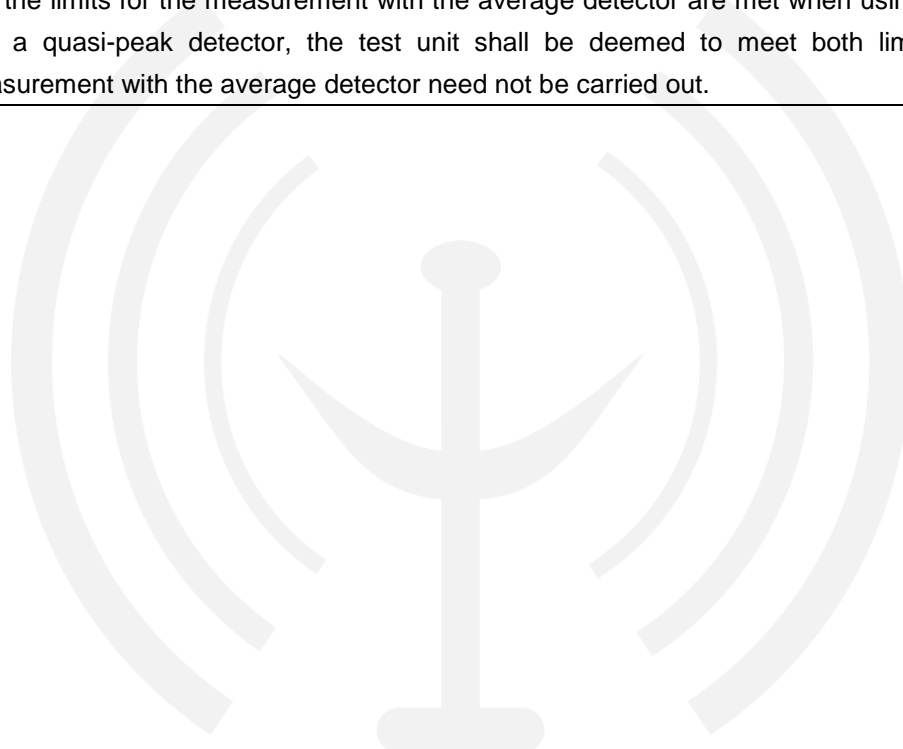 the limits for the measurement with the average detector are met when usin
a quasi-peak detector, the test unit shall be deemed to meet both lim
asurement with the average detector need not be carried out.